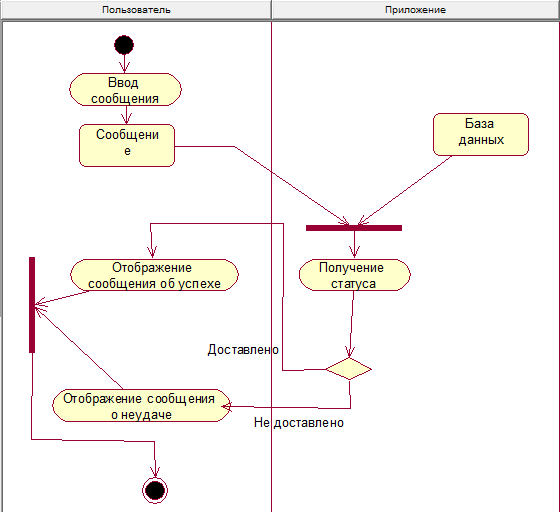 Пользователь
Приложение
Ввод
сообщения
Сообщени
е
База
данных
Отображение
сообщения об успехе
Получение
статуса
Доставлено
Отображение сообщения
о неудаче
Не доставлено